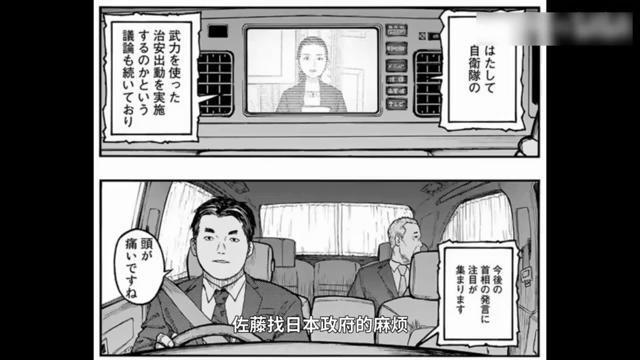 はたして
自衛隊の
武力を使った
治安出動を実施
するのかという
議論も続いており
テレビ
頭が
痛いですね
今後の
首相の発言に
注目が
集まります
佐藤找日本政府的麻烦